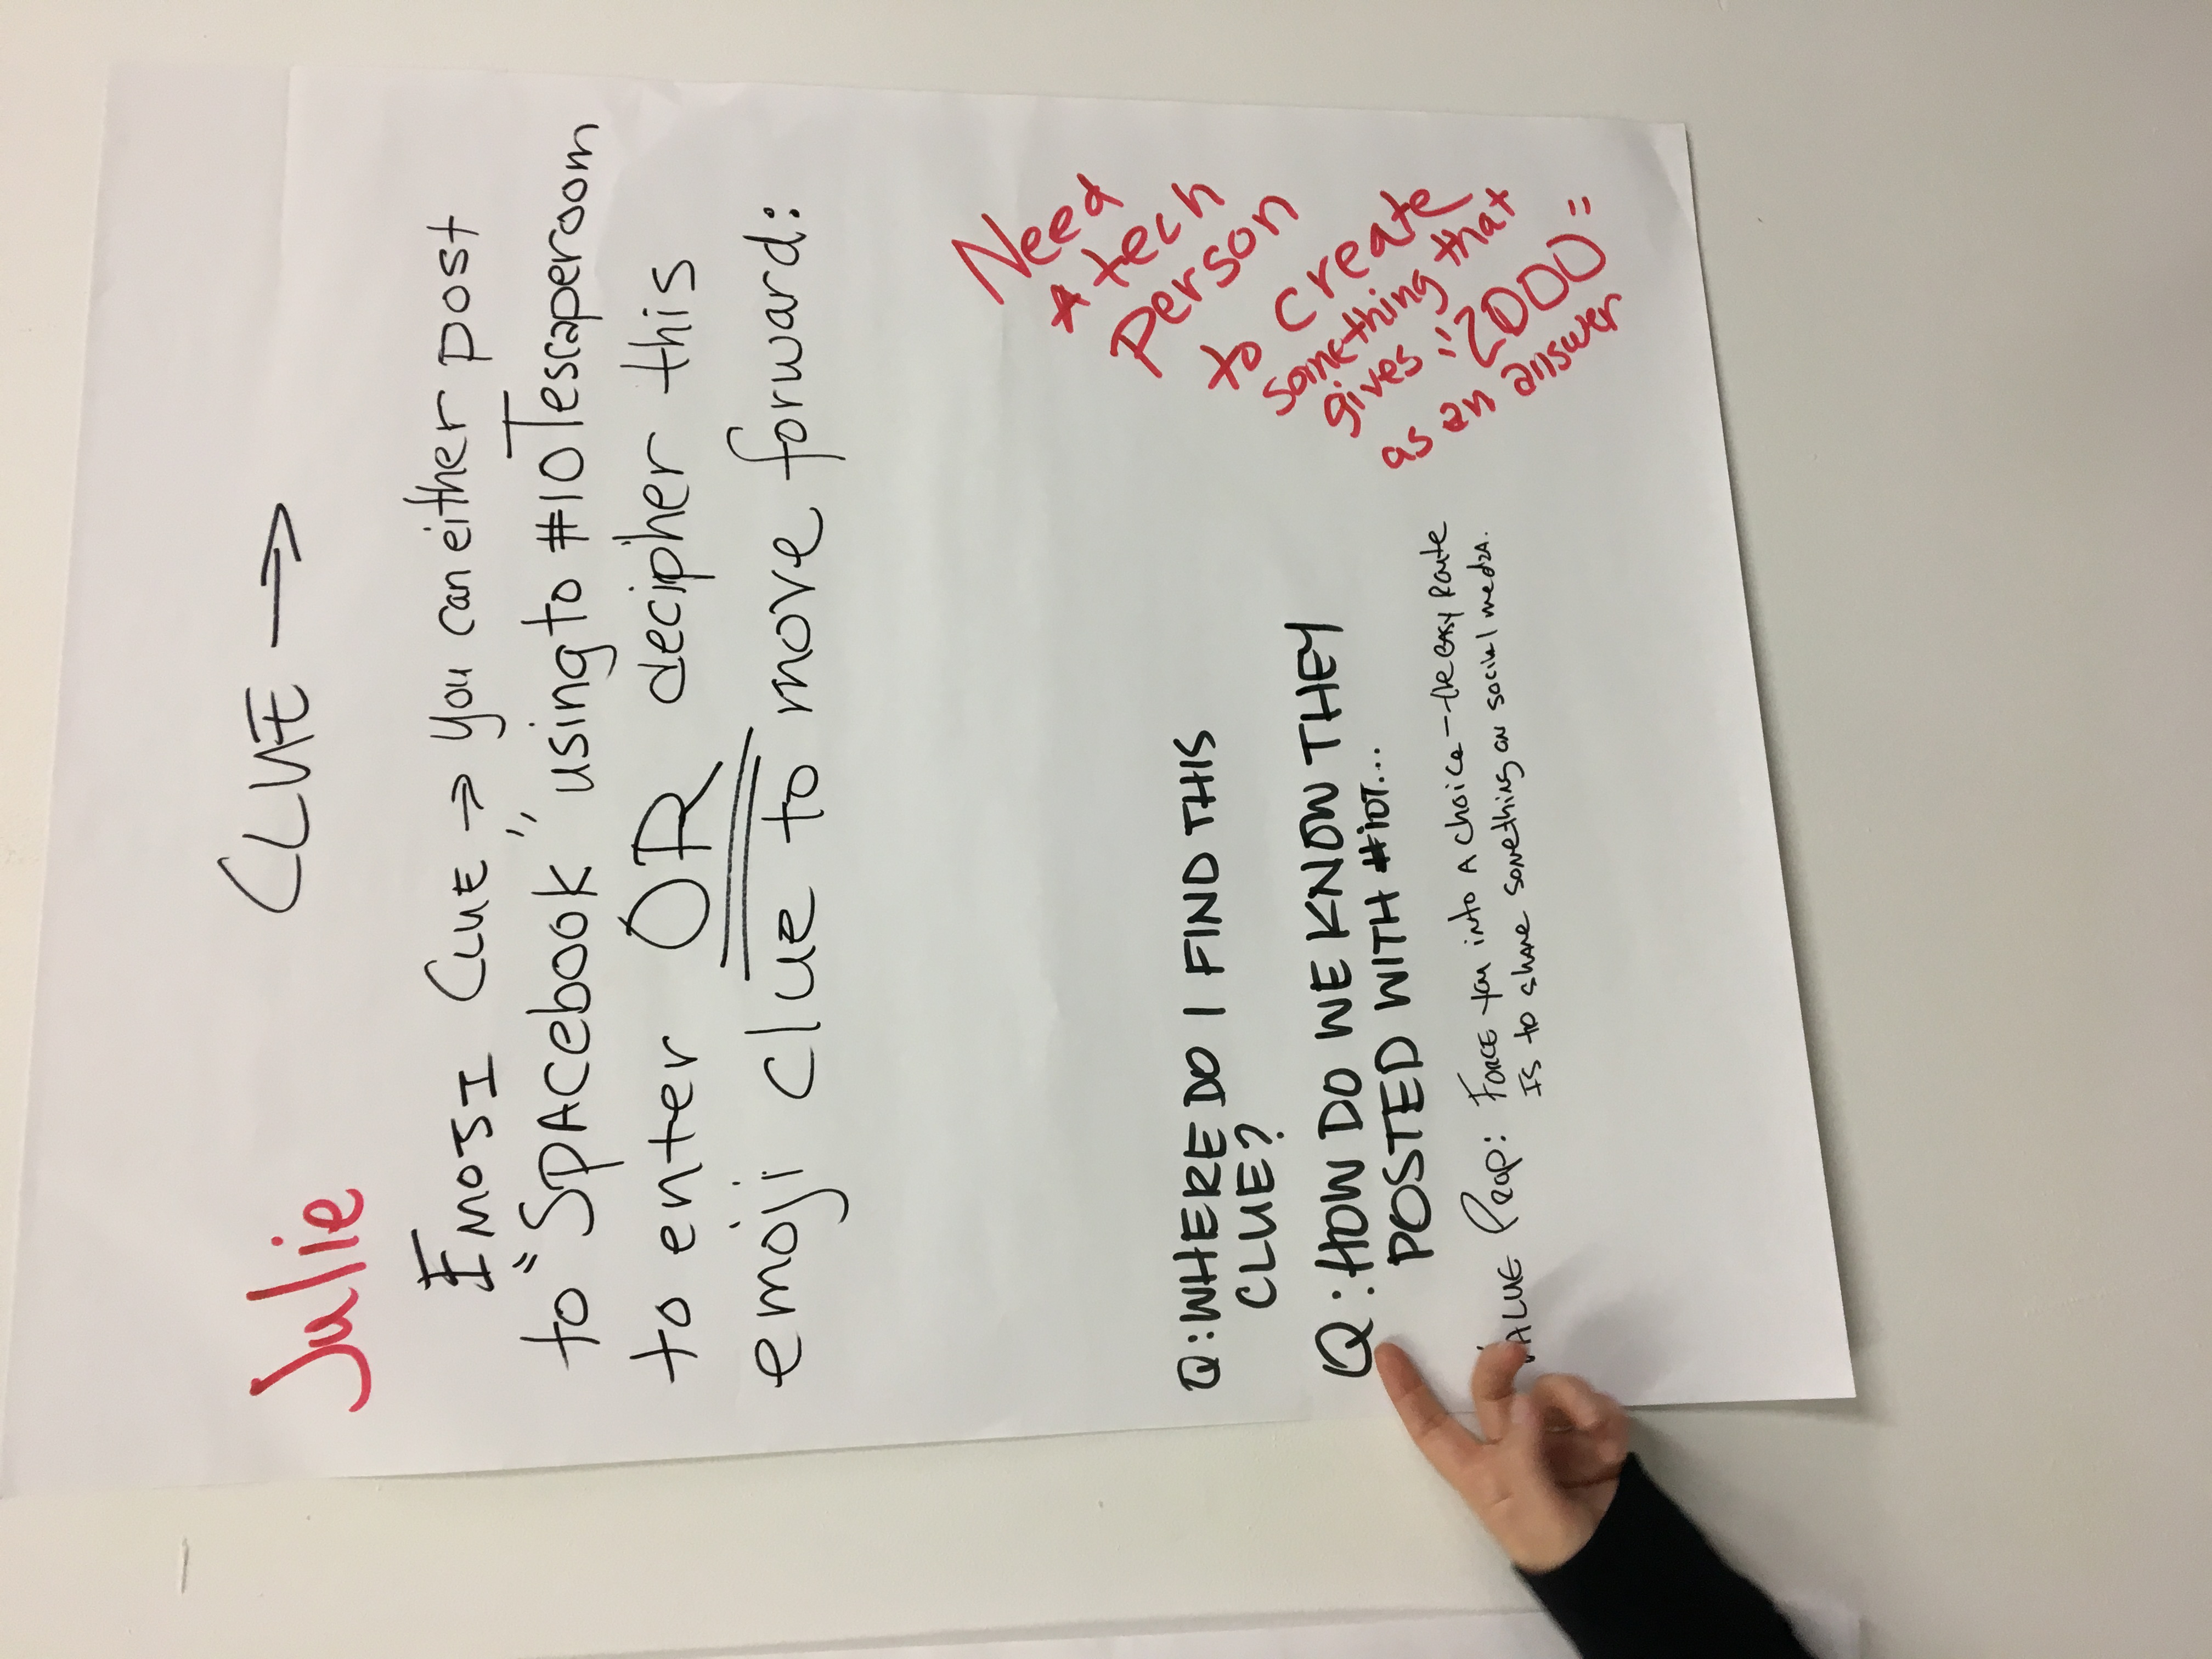 Julie
CLUE →
EMOJI CLUE → you can either post
to "SPACebook" using to #IOTescaperoom
to enter OR decipher this
emoji clue to move forward:
Need
A tech
Person
to create
something that
gives "2000"
as an answer
Q: WHERE DO I FIND THIS
CLUE?
Q: HOW DO WE KNOW THEY
POSTED WITH #IOT...
VALUE PROP: FORCE you into A choice - the easy Route
IS to share something on social media.